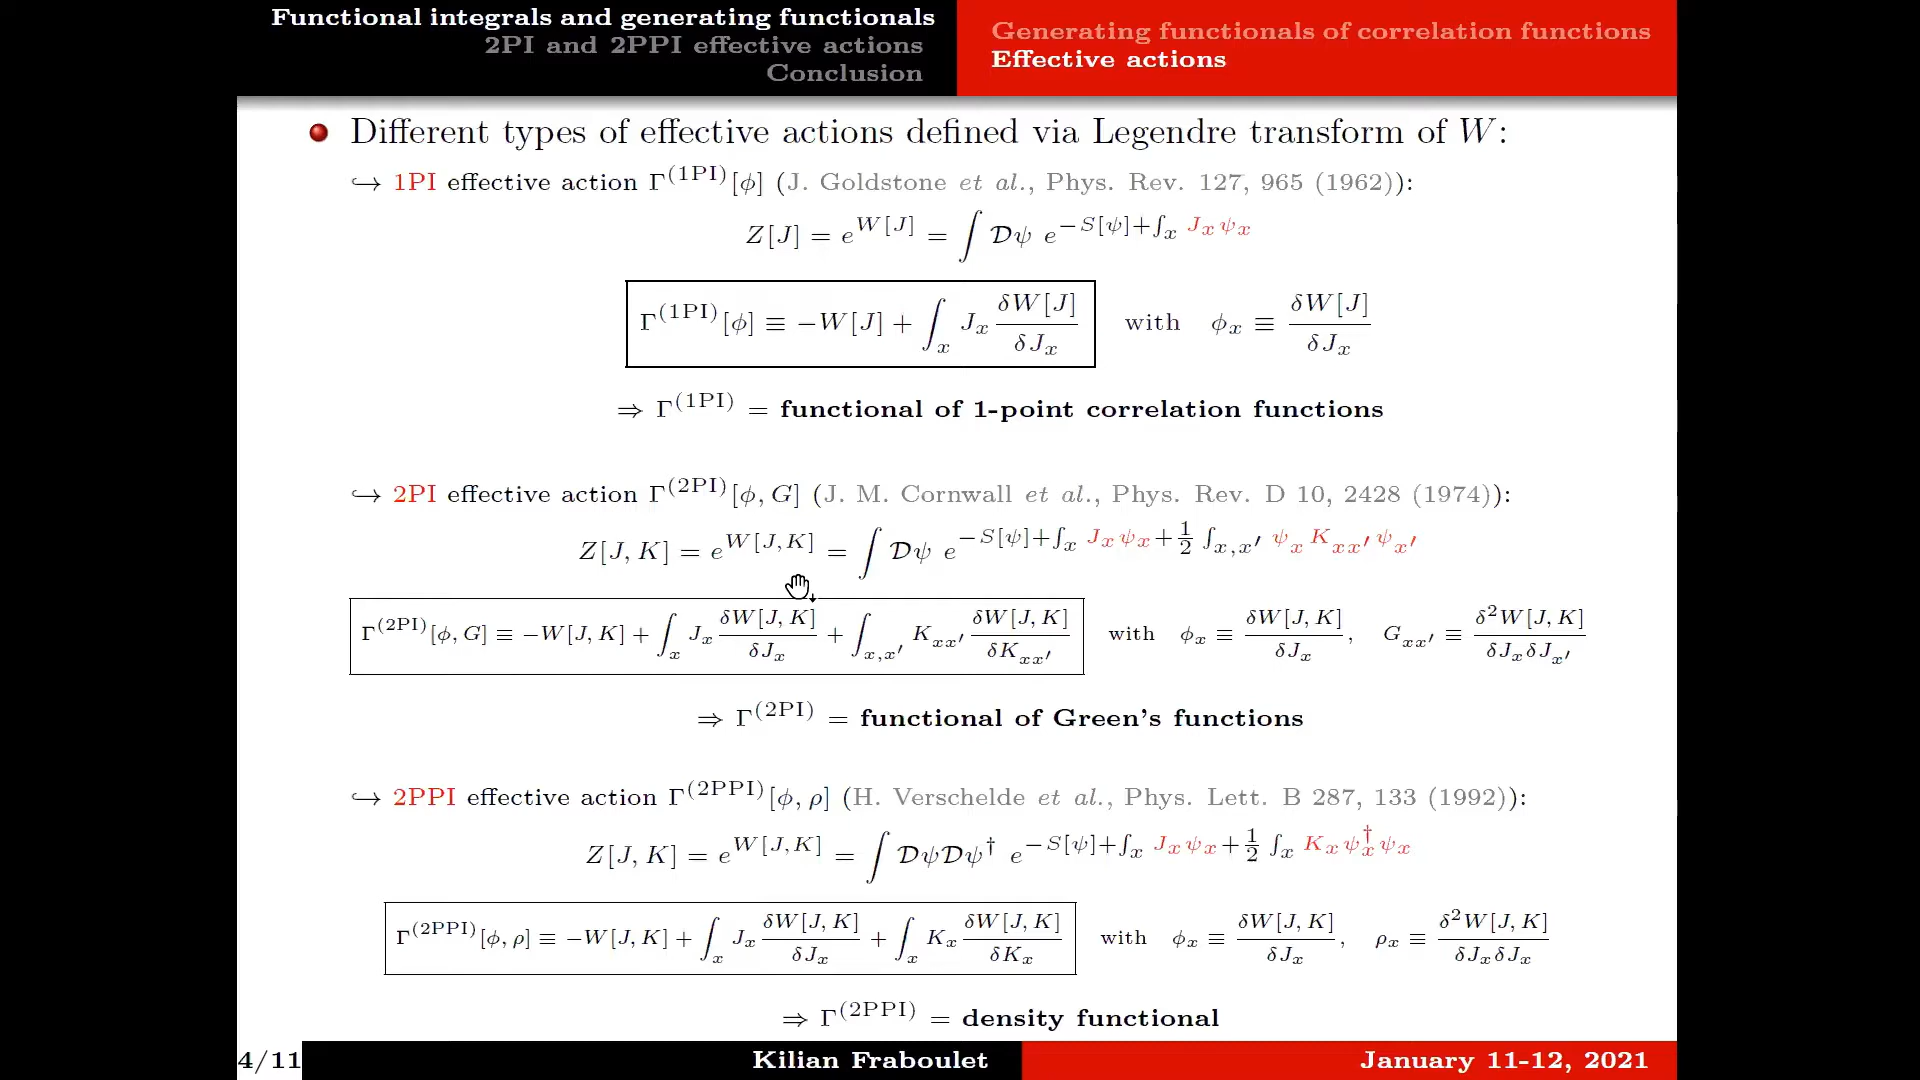 Functional integrals and generating functionals
2PI and 2PPI effective actions
Conclusion
Generating functionals of correlation functions
Effective actions
Different types of effective actions defined via Legendre transform of W:
↪ 1PI effective action Γ^(1PI)[ϕ] (J. Goldstone et al., Phys. Rev. 127, 965 (1962)):
Z[J] = e^{W[J]} = ∫ 𝒟ψ e^{−S[ψ]+∫_x J_x ψ_x}
Γ^(1PI)[ϕ] ≡ −W[J] + ∫_x J_x δW[J]/δJ_x with ϕ_x ≡ δW[J]/δJ_x
⇒ Γ^(1PI) = functional of 1-point correlation functions
↪ 2PI effective action Γ^(2PI)[ϕ, G] (J. M. Cornwall et al., Phys. Rev. D 10, 2428 (1974)):
Z[J, K] = e^{W[J,K]} = ∫ 𝒟ψ e^{−S[ψ]+∫_x J_x ψ_x+½ ∫_{x,x′} ψ_x K_{xx′} ψ_{x′}}
Γ^(2PI)[ϕ, G] ≡ −W[J, K] + ∫_x J_x δW[J, K]/δJ_x + ∫_{x,x′} K_{xx′} δW[J, K]/δK_{xx′} with ϕ_x ≡ δW[J, K]/δJ_x, G_{xx′} ≡ δ²W[J, K]/δJ_xδJ_{x′}
⇒ Γ^(2PI) = functional of Green's functions
↪ 2PPI effective action Γ^(2PPI)[ϕ, ρ] (H. Verschelde et al., Phys. Lett. B 287, 133 (1992)):
Z[J, K] = e^{W[J,K]} = ∫ 𝒟ψ𝒟ψ† e^{−S[ψ]+∫_x J_x ψ_x+½ ∫_x K_x ψ†_x ψ_x}
Γ^(2PPI)[ϕ, ρ] ≡ −W[J, K] + ∫_x J_x δW[J, K]/δJ_x + ∫_x K_x δW[J, K]/δK_x with ϕ_x ≡ δW[J, K]/δJ_x, ρ_x ≡ δ²W[J, K]/δJ_xδJ_x
⇒ Γ^(2PPI) = density functional
4/11 Kilian Fraboulet January 11-12, 2021